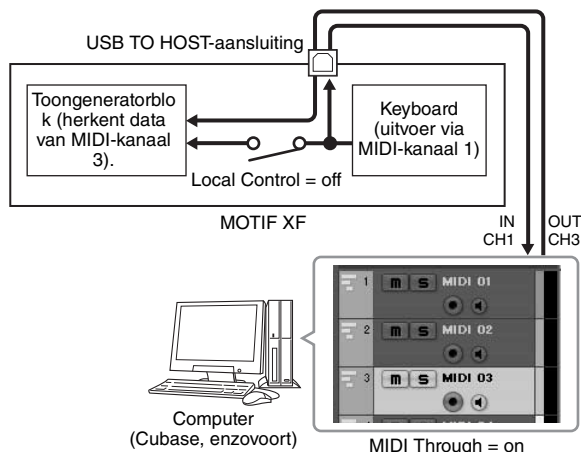 USB TO HOST-aansluiting
Toongeneratorblo
k (herkent data
van MIDI-kanaal
3).
Keyboard
(uitvoer via
MIDI-kanaal 1)
Local Control = off
MOTIF XF
IN OUT
CH1 CH3
1 m S MIDI 01
2 m S MIDI 02
3 m S MIDI 03
Computer
(Cubase, enzovoort)
MIDI Through = on